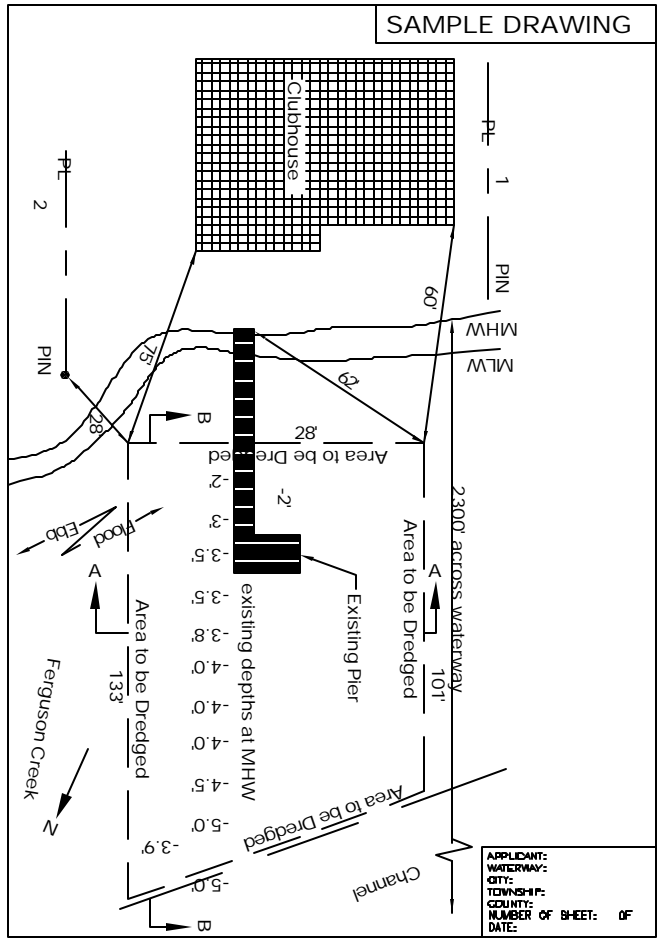 SAMPLE DRAWING
Clubhouse
PL
1
PIN
PL
2
PIN
60'
MHW
MLW
75'
62'
28'
B
28'
Area to be Dredged
-2'
-2'
-3'
-3.5'
-3.5'
-3.8'
-4.0'
-4.0'
-4.0'
-4.5'
-5.0'
-5.0'
-3.9'
Flood
Ebb
A
A
Area to be Dredged
133'
existing depths at MHW
Existing Pier
Area to be Dredged
101'
2300' across waterway
Ferguson Creek
N
Area to be Dredged
Channel
B
APPLICANT:
WATERWAY:
CITY:
TOWNSHIP:
COUNTY:
NUMBER OF SHEET: OF
DATE: